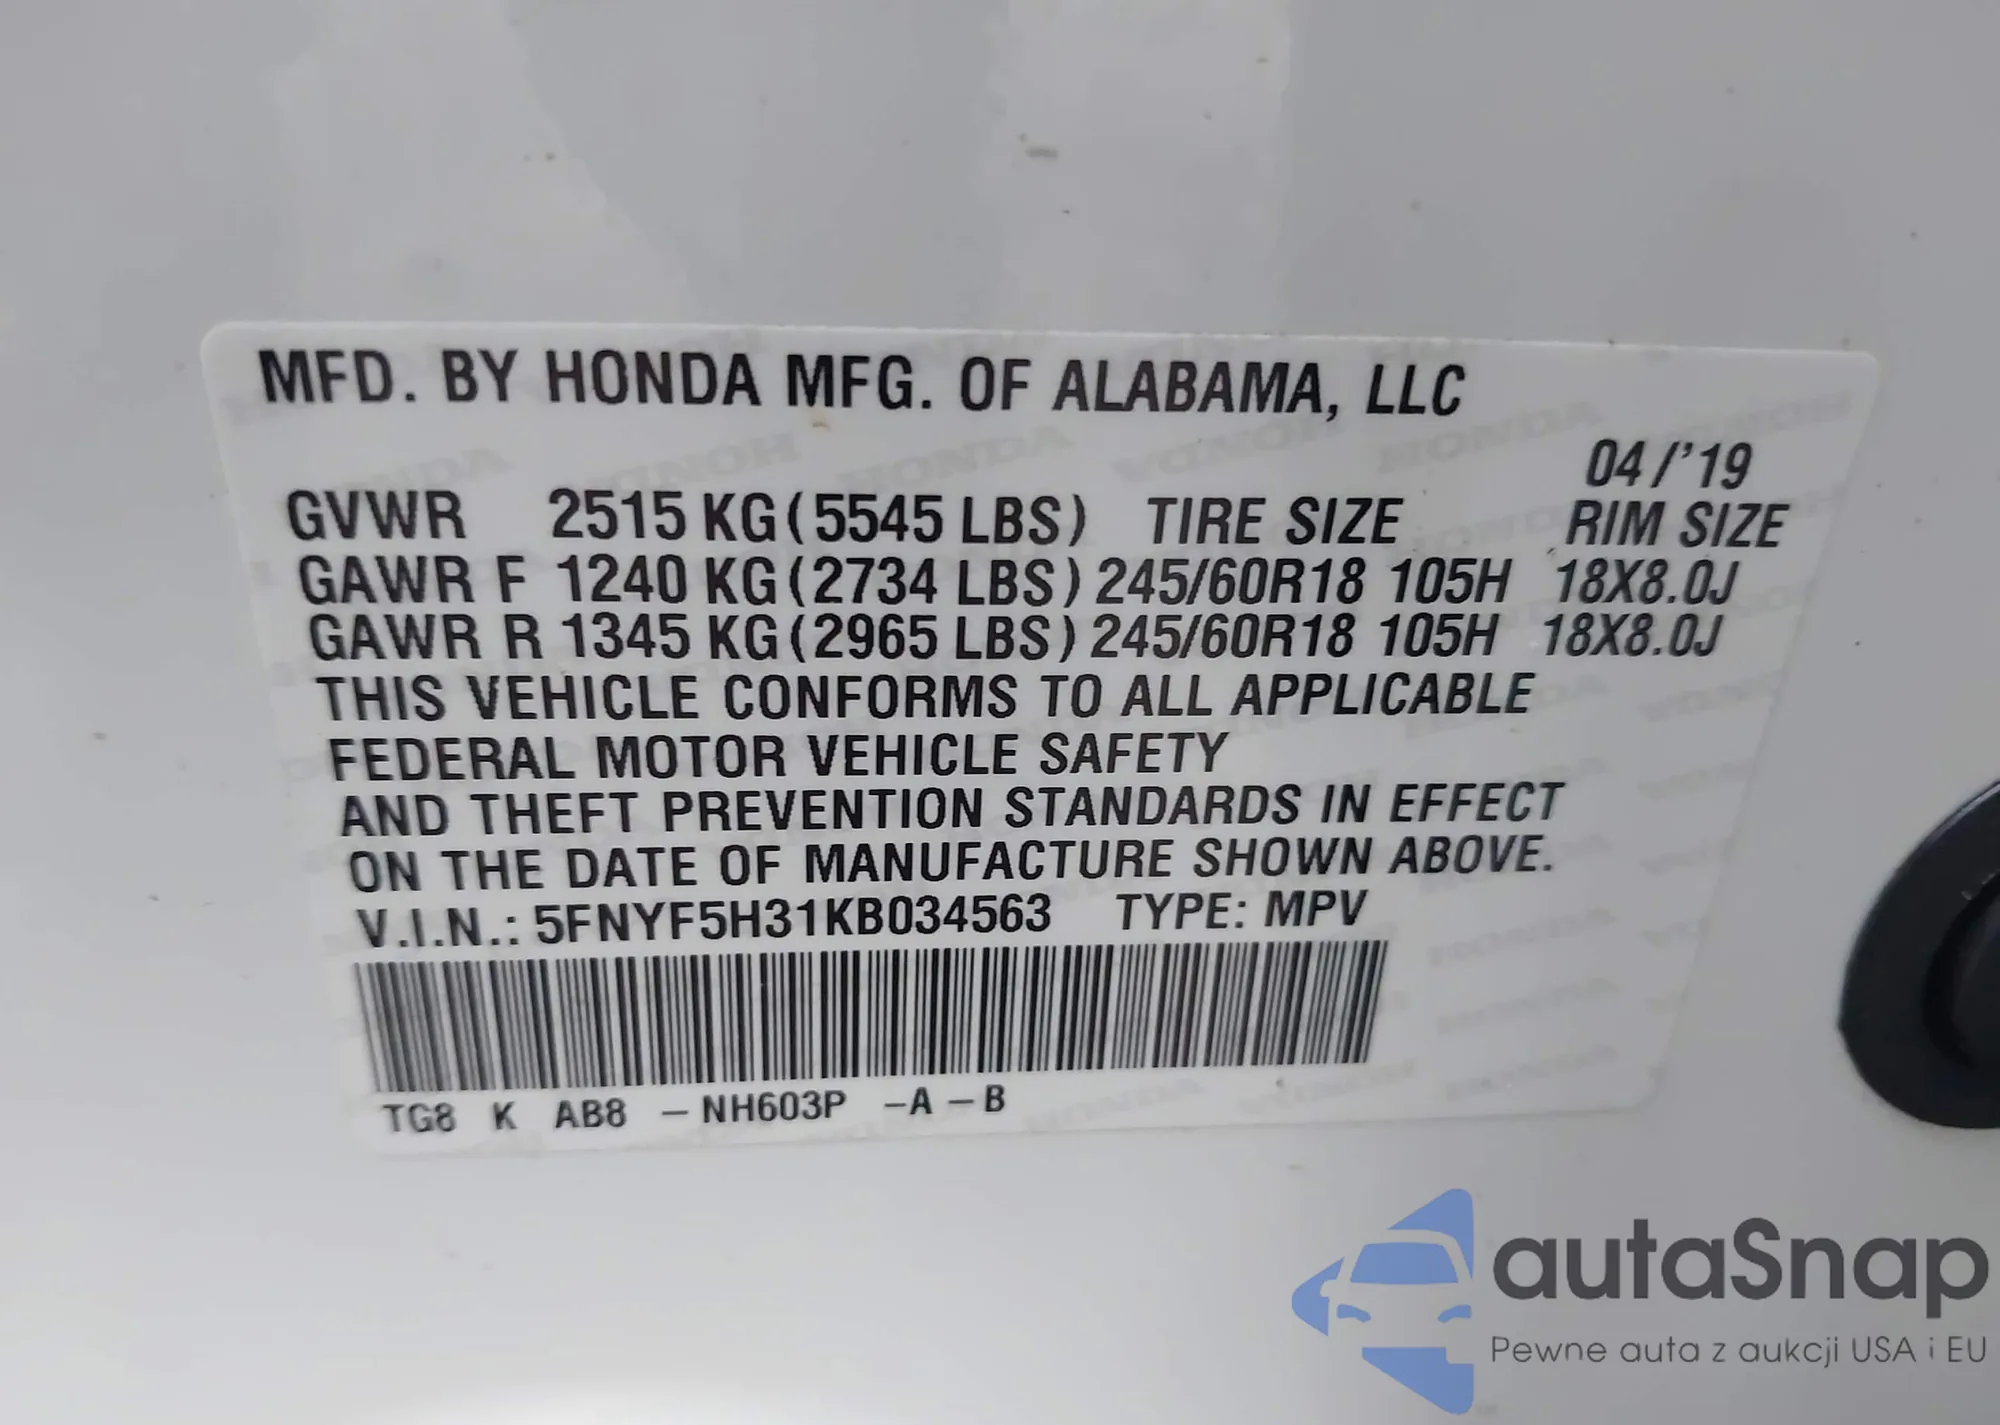 MFD. BY HONDA MFG. OF ALABAMA, LLC
04/'19
GVWR 2515 KG (5545 LBS) TIRE SIZE RIM SIZE
GAWR F 1240 KG (2734 LBS) 245/60R18 105H 18X8.0J
GAWR R 1345 KG (2965 LBS) 245/60R18 105H 18X8.0J
THIS VEHICLE CONFORMS TO ALL APPLICABLE
FEDERAL MOTOR VEHICLE SAFETY
AND THEFT PREVENTION STANDARDS IN EFFECT
ON THE DATE OF MANUFACTURE SHOWN ABOVE.
V.I.N.: 5FNYF5H31KB034563 TYPE: MPV
TG8 K AB8 – NH603P – A – B
autaSnap
Pewne auta z aukcji USA i EU